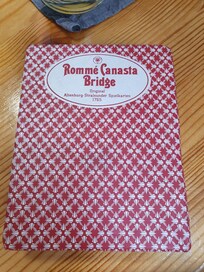 Rommé Canasta
Bridge
Original
Altenburg-Stralsunder Spielkarten
1765